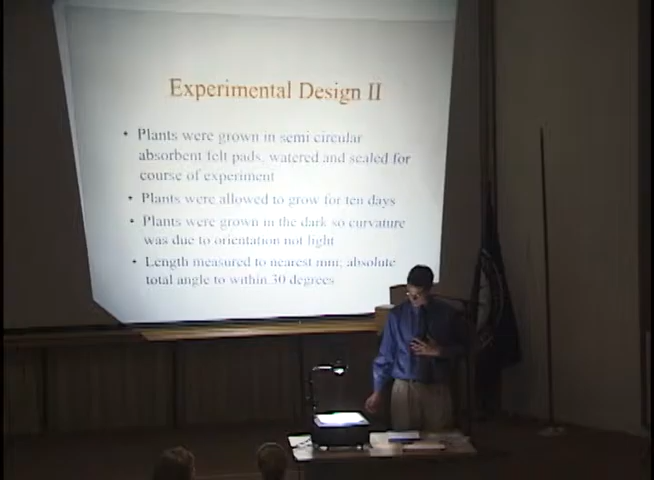 Experimental Design II
• Plants were grown in semi circular
absorbent felt pads, watered and sealed for
course of experiment
• Plants were allowed to grow for ten days
• Plants were grown in the dark so curvature
was due to orientation not light
• Length measured to nearest mm; absolute
total angle to within 30 degrees